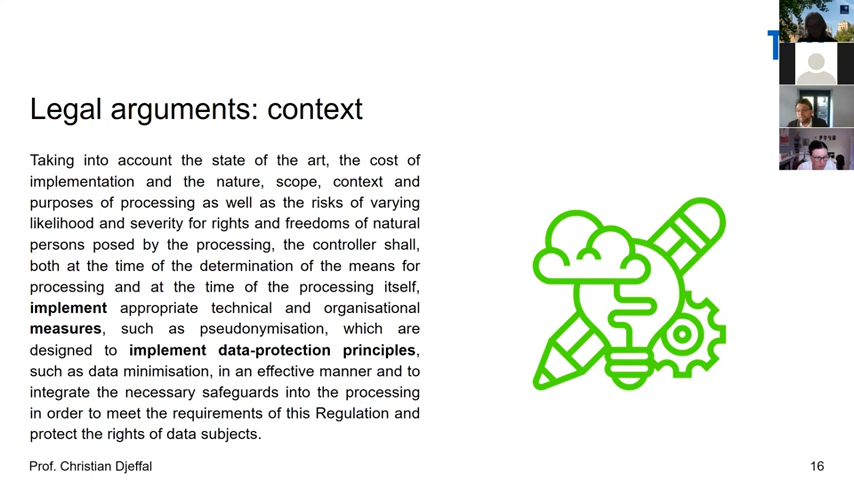 Legal arguments: context
Taking into account the state of the art, the cost of
implementation and the nature, scope, context and
purposes of processing as well as the risks of varying
likelihood and severity for rights and freedoms of natural
persons posed by the processing, the controller shall,
both at the time of the determination of the means for
processing and at the time of the processing itself,
implement appropriate technical and organisational
measures, such as pseudonymisation, which are
designed to implement data-protection principles,
such as data minimisation, in an effective manner and to
integrate the necessary safeguards into the processing
in order to meet the requirements of this Regulation and
protect the rights of data subjects.
Prof. Christian Djeffal
16